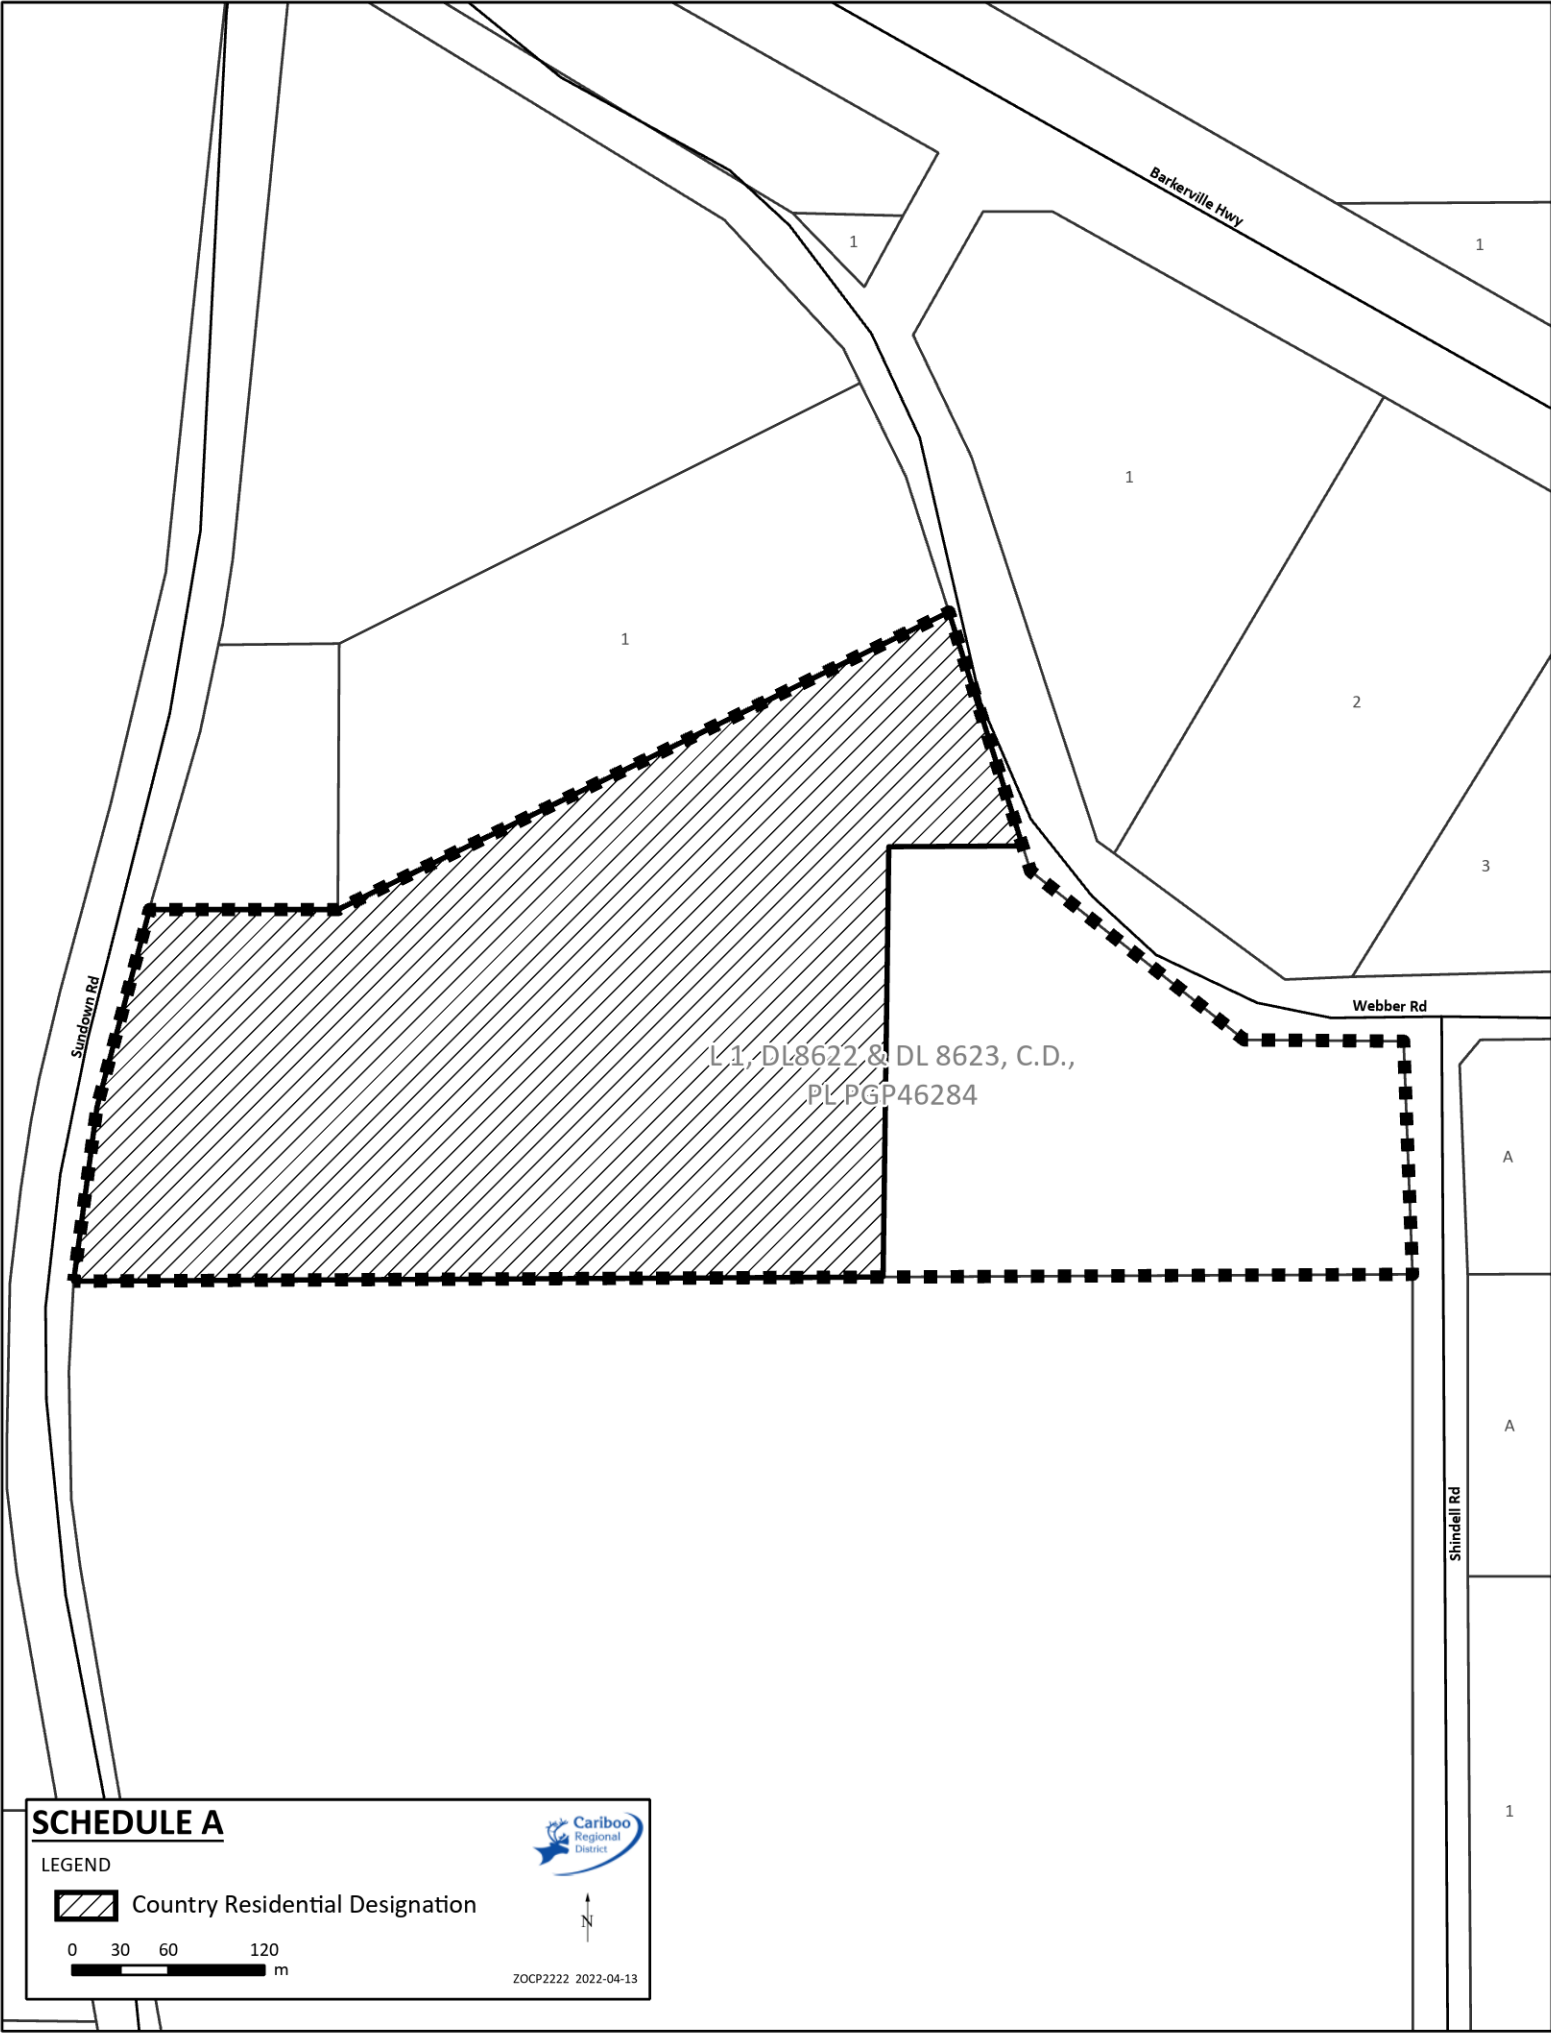 Barkerville Hwy
1
1
1
1
2
3
Sundown Rd
Webber Rd
L 1, DL8622 & DL 8623, C.D.,
PL PGP46284
A
A
Shindell Rd
1
SCHEDULE A
Cariboo
Regional
District
LEGEND
Country Residential Designation
N
0 30 60 120
m
ZOCP2222 2022-04-13